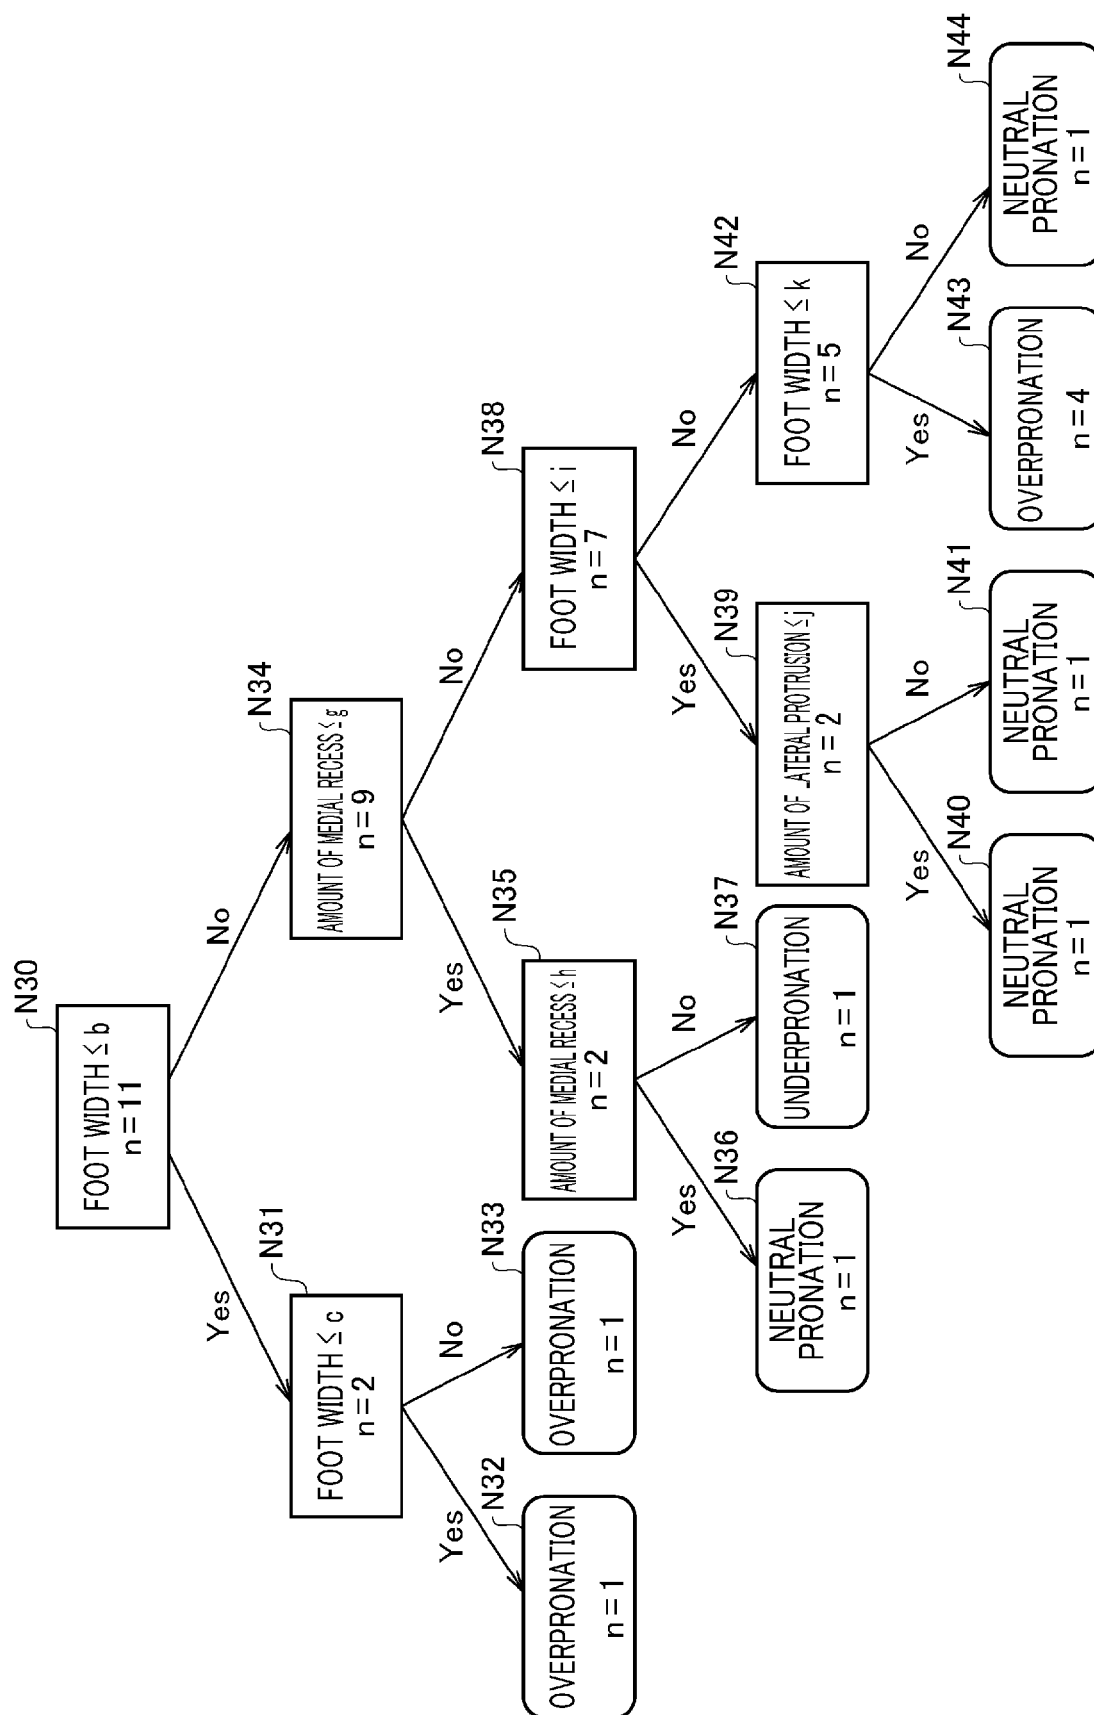 N30
FOOT WIDTH ≦ b
n=11
Yes
No
N31
FOOT WIDTH ≦ c
n=2
N34
AMOUNT OF MEDIAL RECESS ≦ g
n=9
Yes
No
Yes
No
N32
OVERPRONATION
n=1
N33
OVERPRONATION
n=1
N35
AMOUNT OF MEDIAL RECESS ≦ h
n=2
N38
FOOT WIDTH ≦ i
n=7
Yes
No
Yes
No
N36
NEUTRAL
PRONATION
n=1
N37
UNDERPRONATION
n=1
N39
AMOUNT OF LATERAL PROTRUSION ≦ j
n=2
N42
FOOT WIDTH ≦ k
n=5
Yes
No
Yes
No
N40
NEUTRAL
PRONATION
n=1
N41
NEUTRAL
PRONATION
n=1
N43
OVERPRONATION
n=4
N44
NEUTRAL
PRONATION
n=1